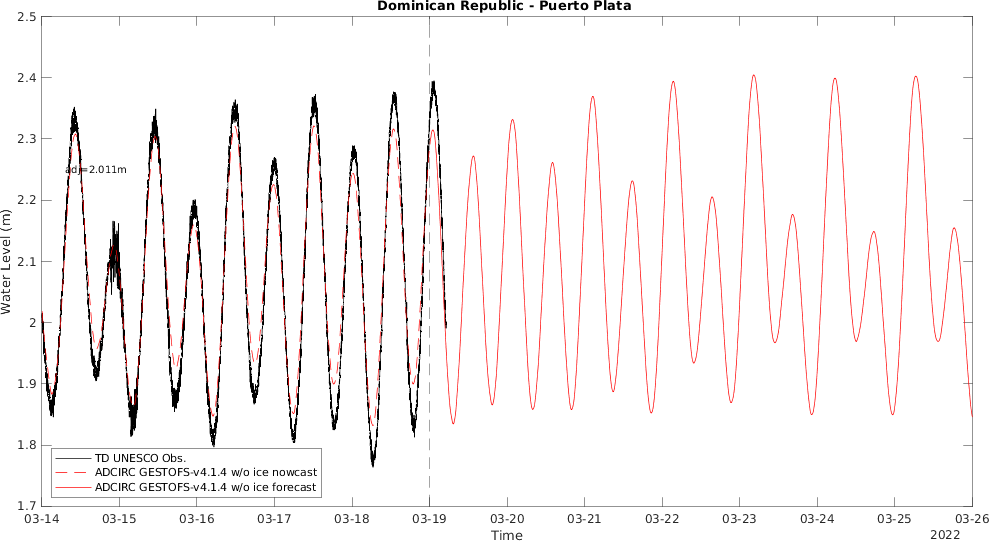 Dominican Republic - Puerto Plata
2.5
2.4
2.3
2.2
2.1
2
1.9
1.8
1.7
Water Level (m)
adj=2.011m
TD UNESCO Obs.
ADCIRC GESTOFS-v4.1.4 w/o ice nowcast
ADCIRC GESTOFS-v4.1.4 w/o ice forecast
03-14 03-15 03-16 03-17 03-18 03-19 03-20 03-21 03-22 03-23 03-24 03-25 03-26
Time
2022